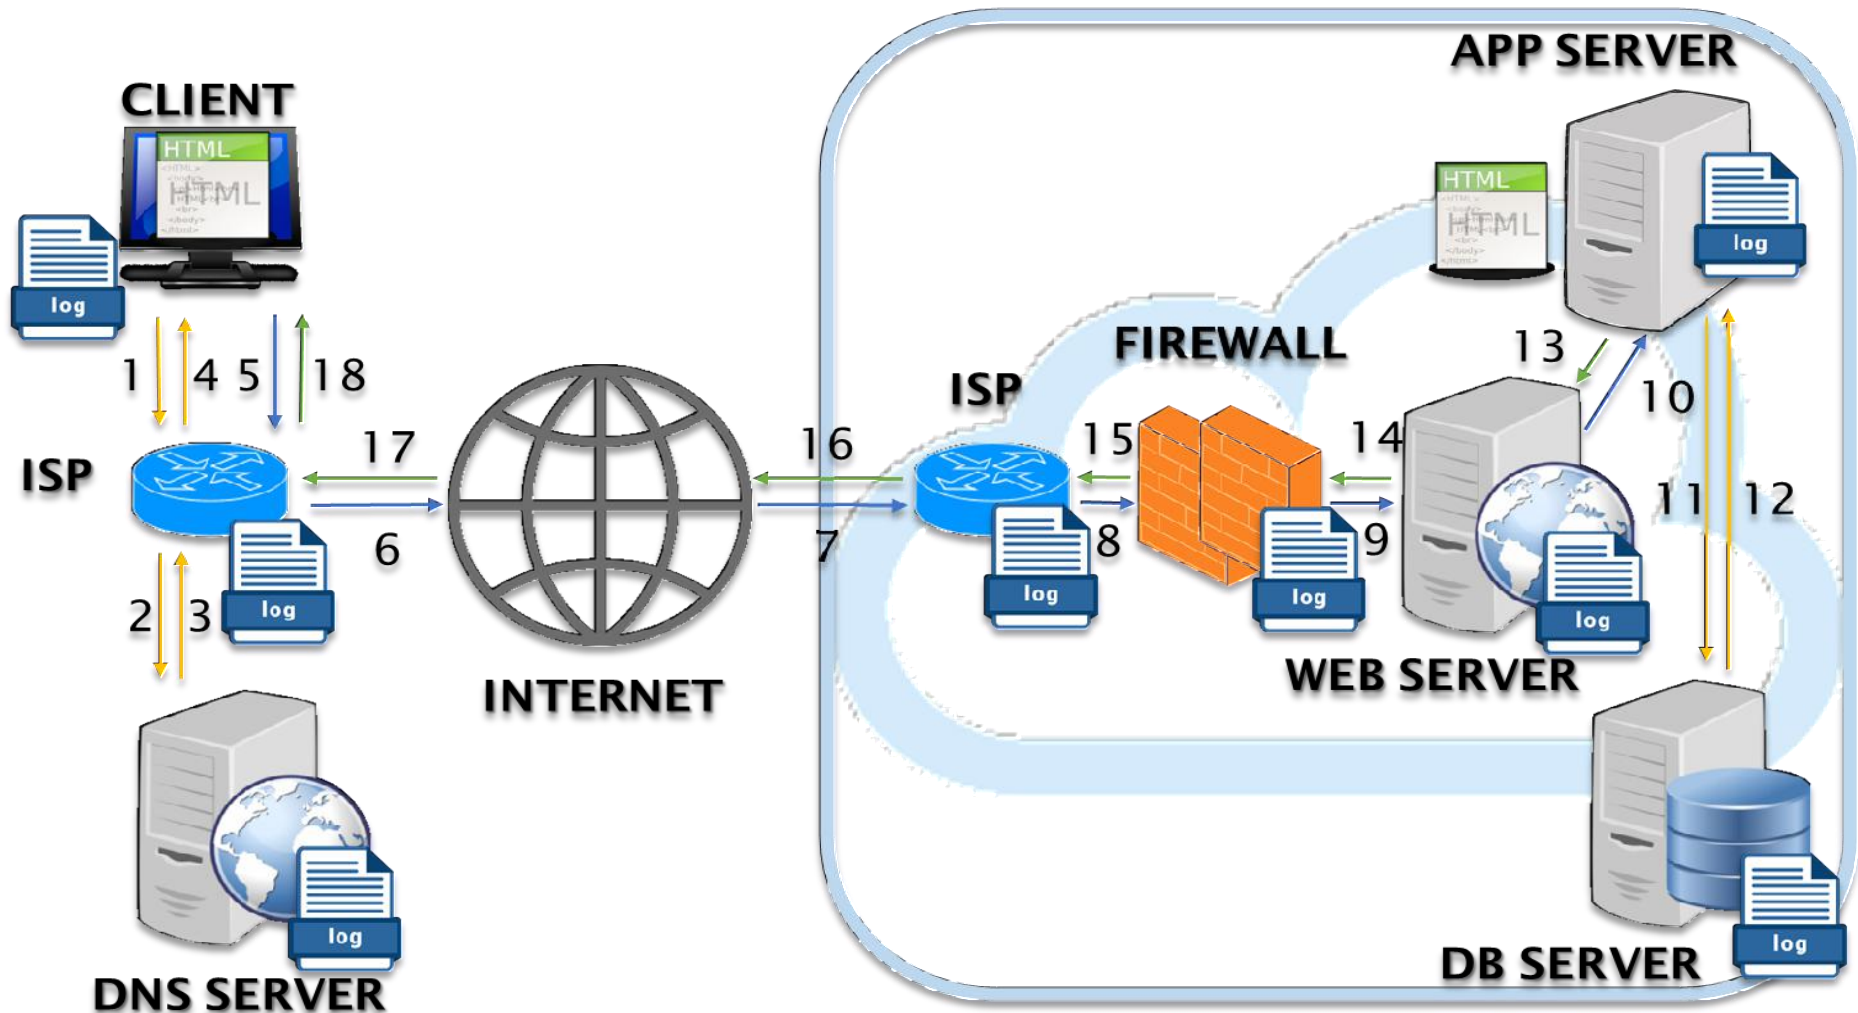 APP SERVER
CLIENT
HTML
HTML
log
HTML
HTML
log
FIREWALL
ISP
1
4
5
18
13
10
ISP
17
16
15
14
6
7
8
9
11
12
log
log
log
log
2
3
INTERNET
WEB SERVER
log
log
DB SERVER
DNS SERVER